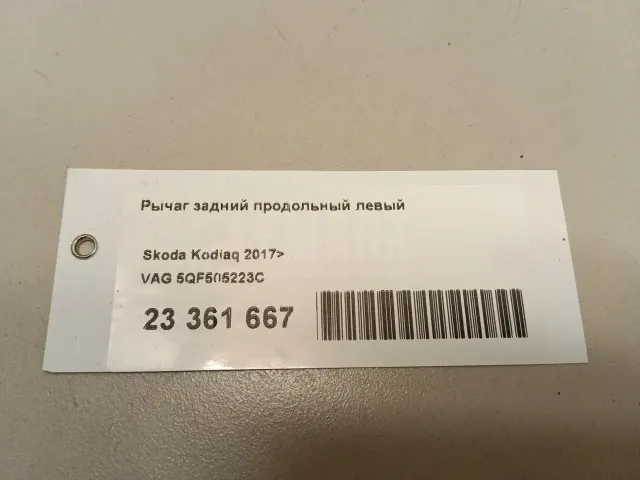 Рычаг задний продольный левый
Skoda Kodiaq 2017>
VAG 5QF505223C
23 361 667